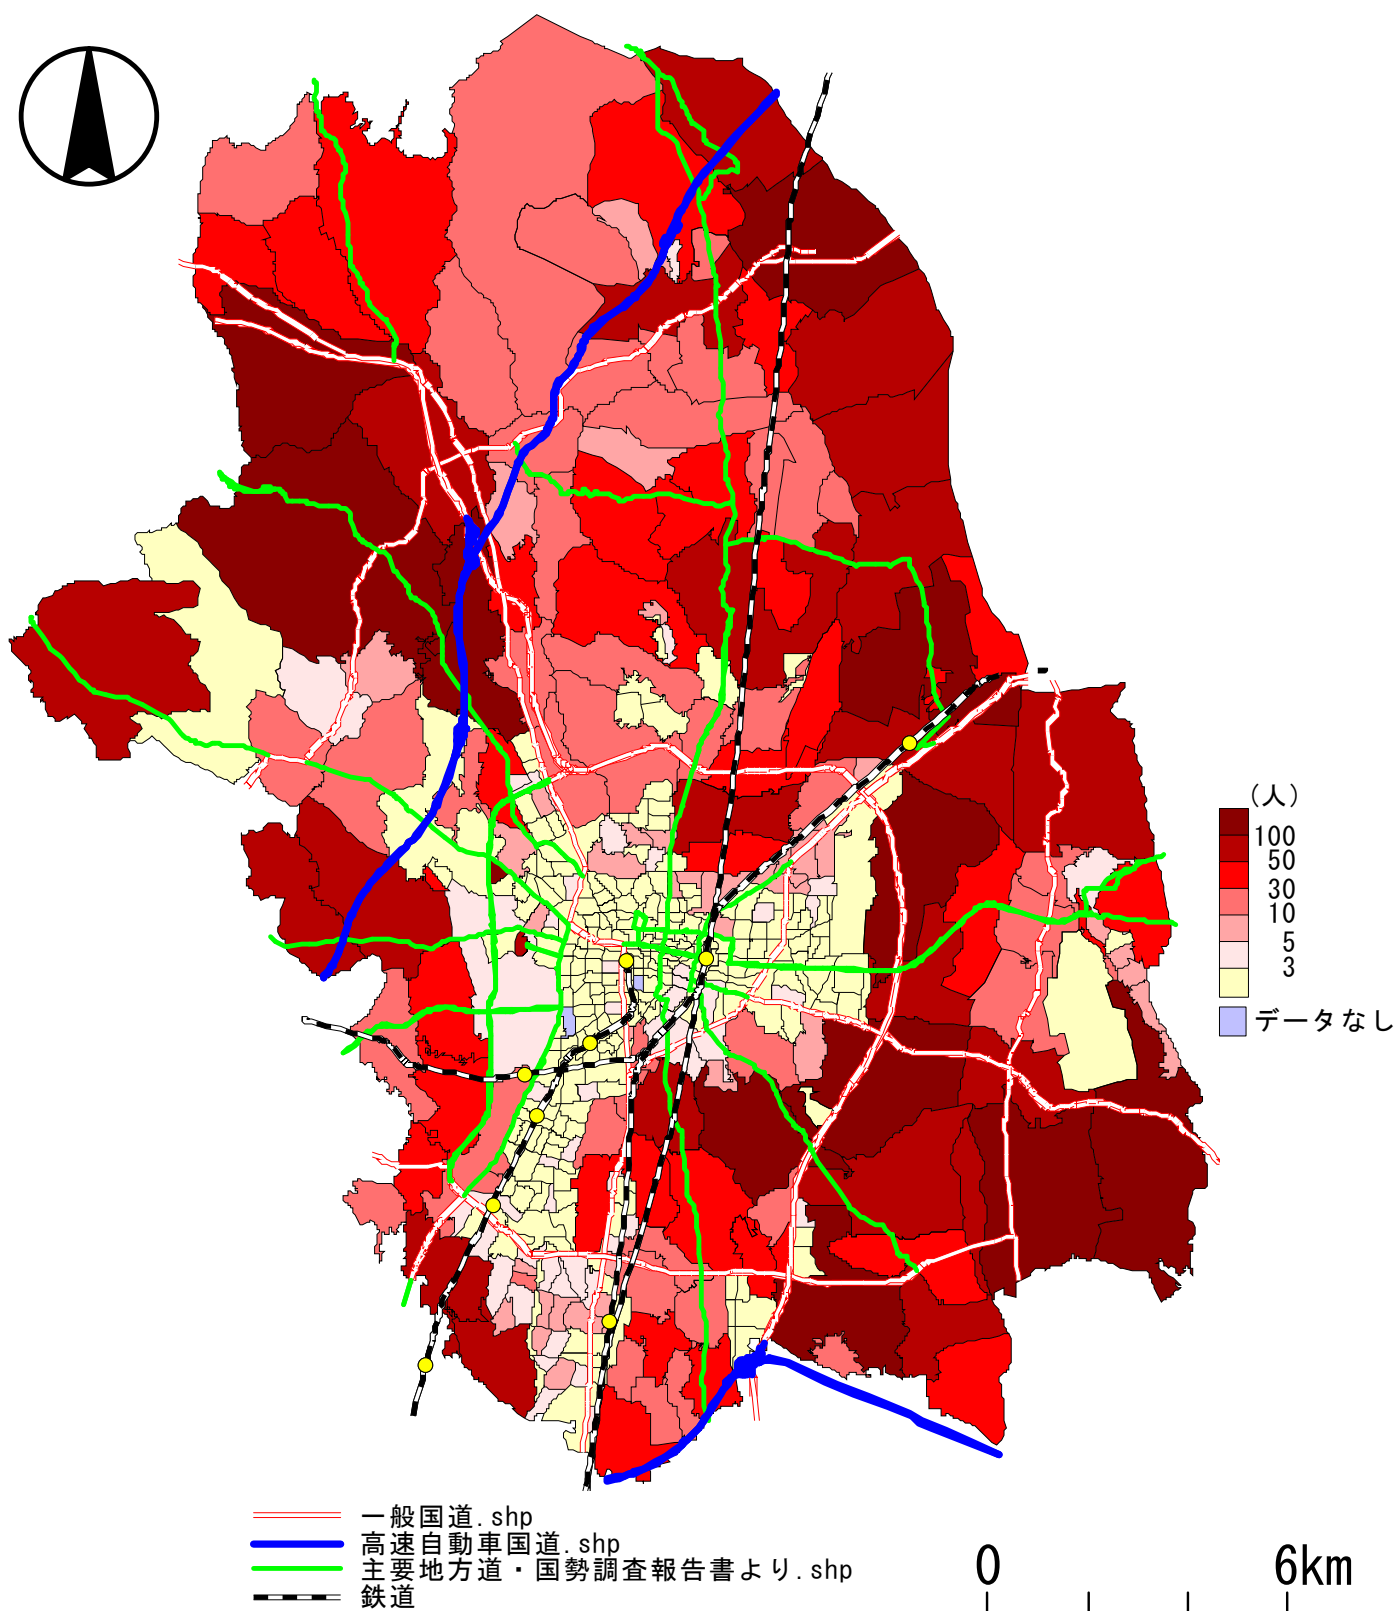 (人)
100
50
30
10
5
3
データなし
一般国道.shp
高速自動車国道.shp
主要地方道・国勢調査報告書より.shp
鉄道
0 6km